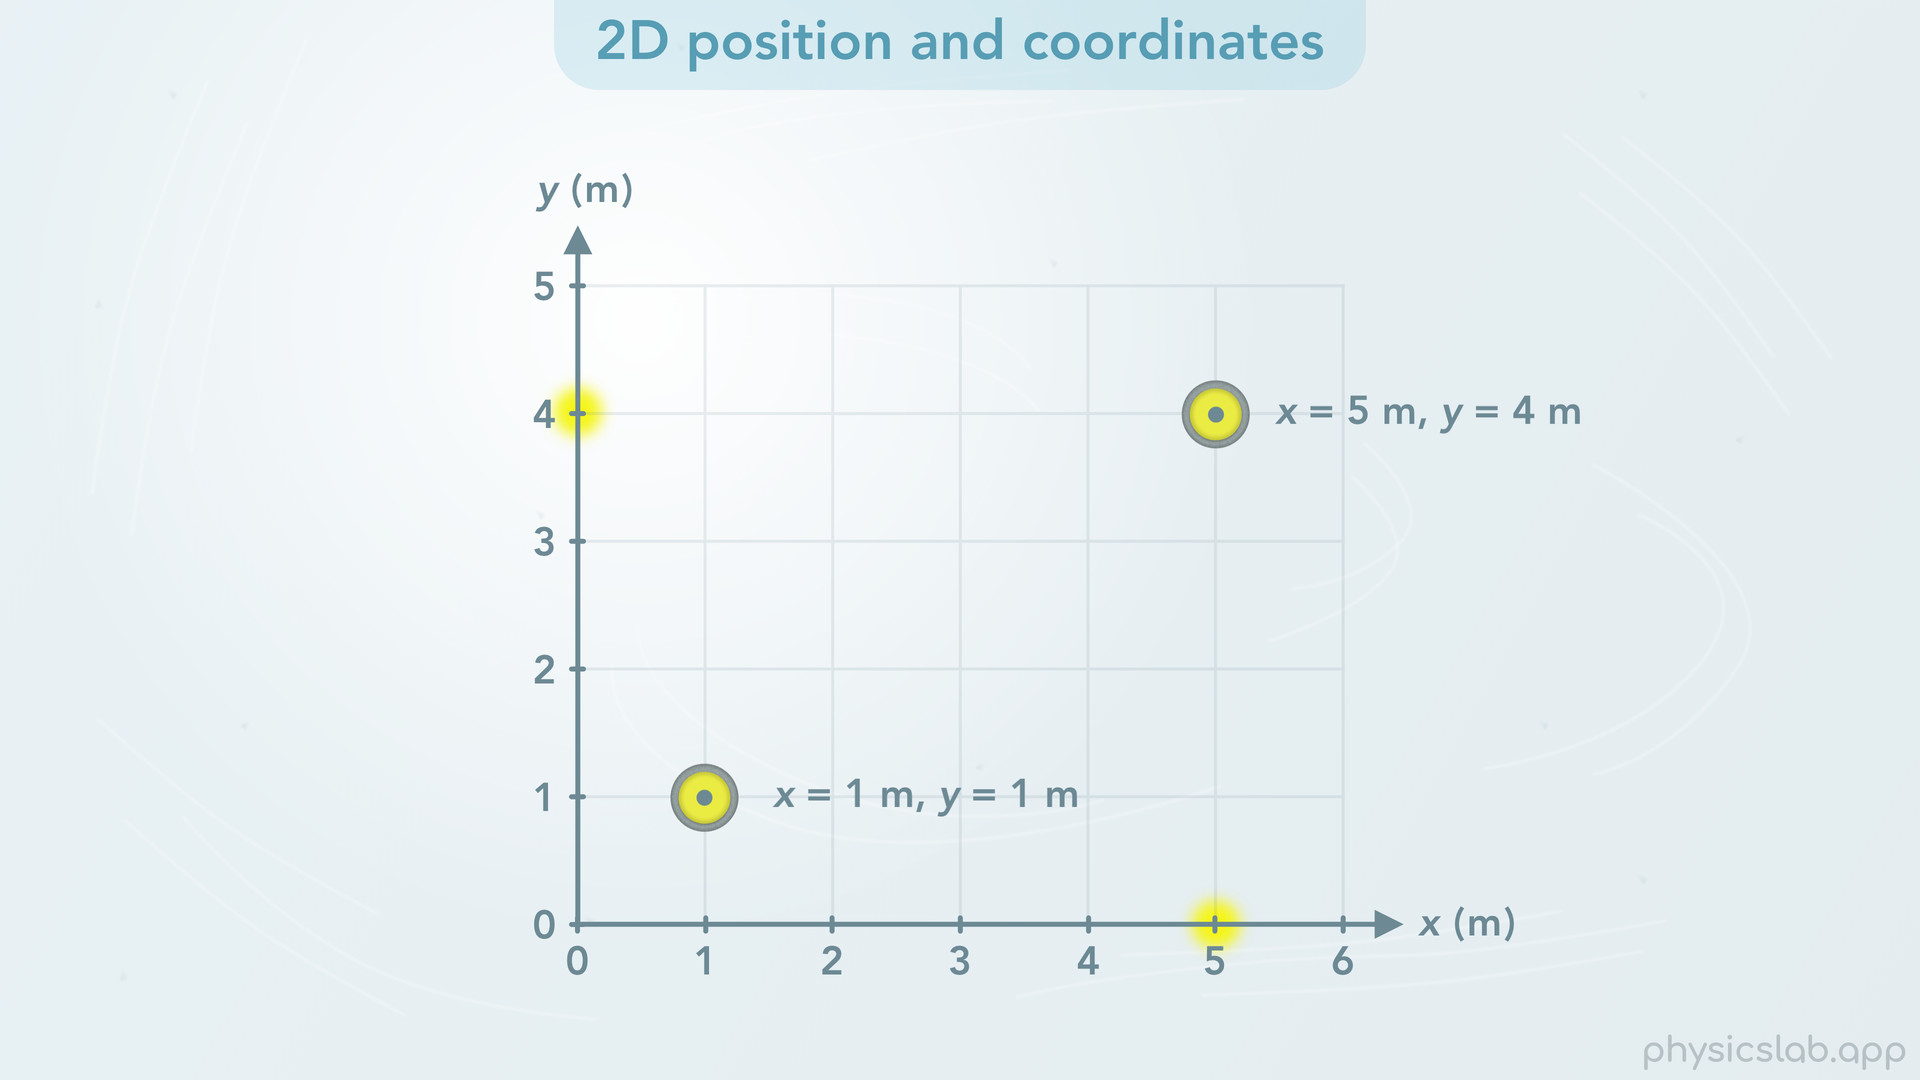 2D position and coordinates
y (m)
5
4
x = 5 m, y = 4 m
3
2
1
x = 1 m, y = 1 m
0
x (m)
0 1 2 3 4 5 6
physicslab.app